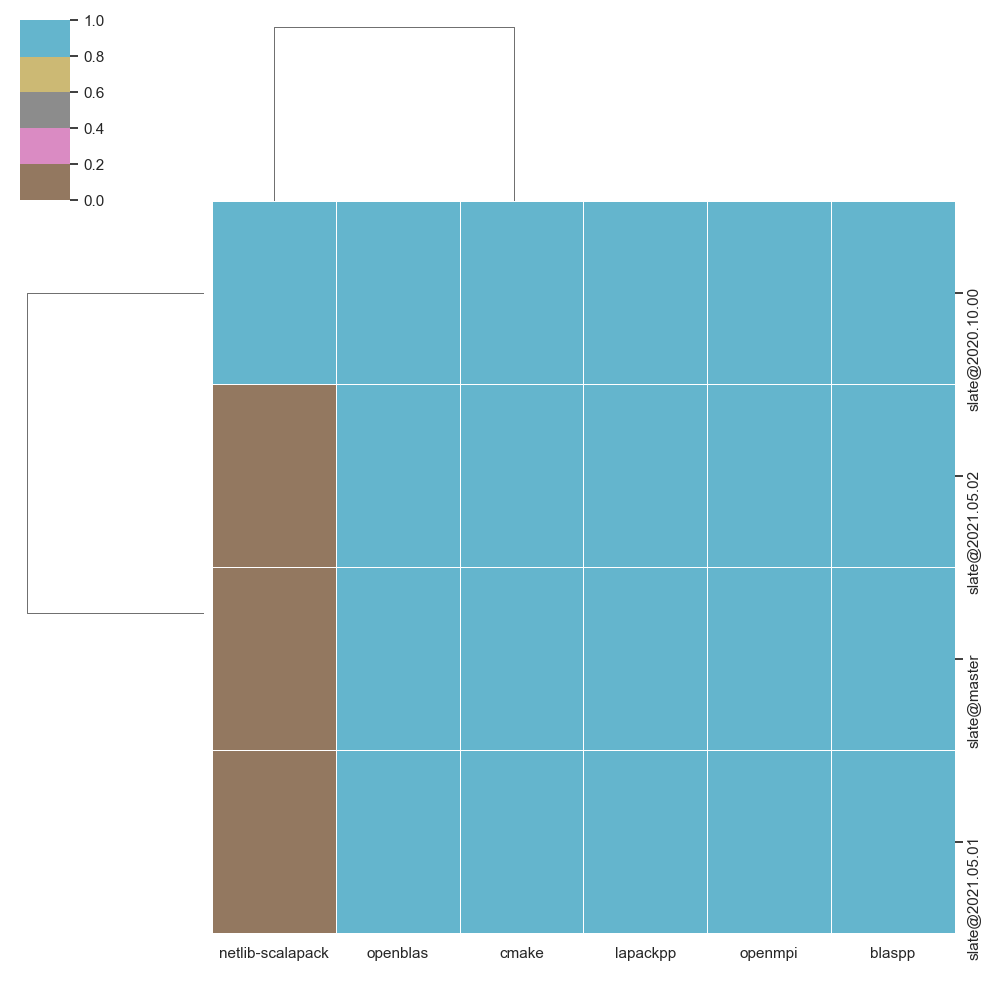 1.0
0.8
0.6
0.4
0.2
0.0
slate@2020.10.00
slate@2021.05.02
slate@master
slate@2021.05.01
netlib-scalapack openblas cmake lapackpp openmpi blaspp